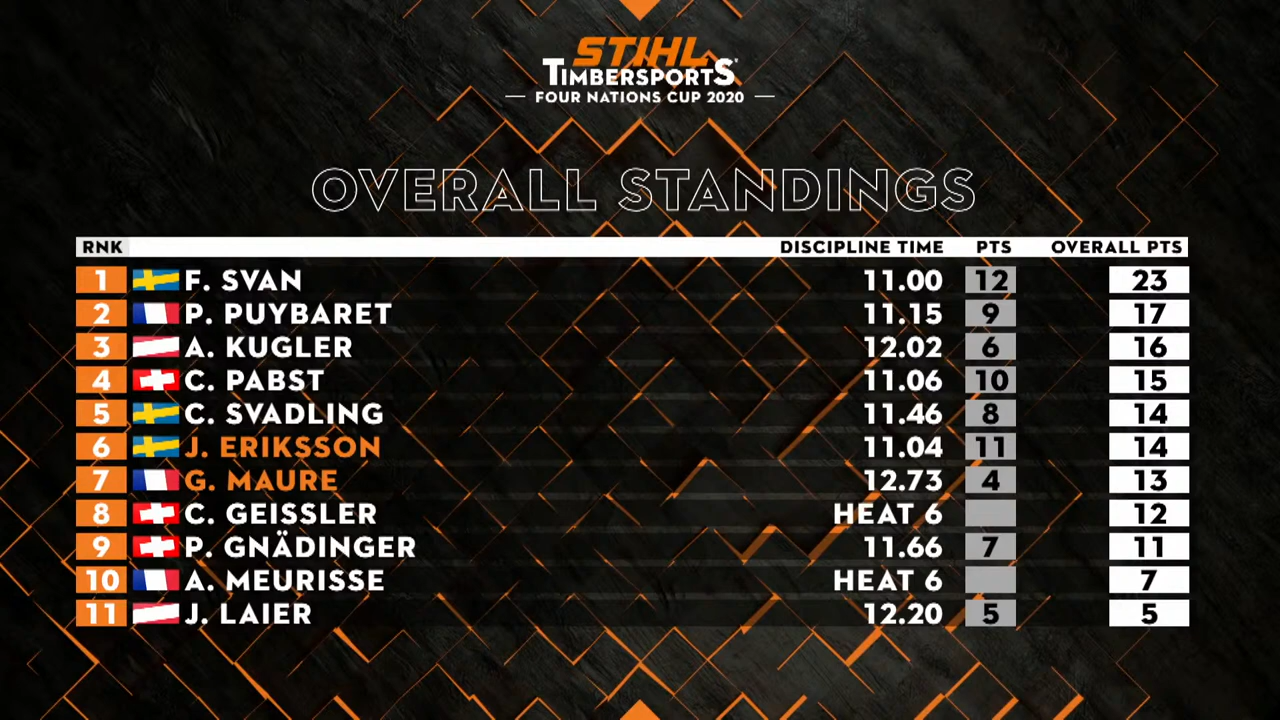 STIHL
TIMBERSPORTS
FOUR NATIONS CUP 2020
OVERALL STANDINGS
RNK DISCIPLINE TIME PTS OVERALL PTS
1 F. SVAN 11.00 12 23
2 P. PUYBARET 11.15 9 17
3 A. KUGLER 12.02 6 16
4 C. PABST 11.06 10 15
5 C. SVADLING 11.46 8 14
6 J. ERIKSSON 11.04 11 14
7 G. MAURE 12.73 4 13
8 C. GEISSLER HEAT 6 12
9 P. GNÄDINGER 11.66 7 11
10 A. MEURISSE HEAT 6 7
11 J. LAIER 12.20 5 5